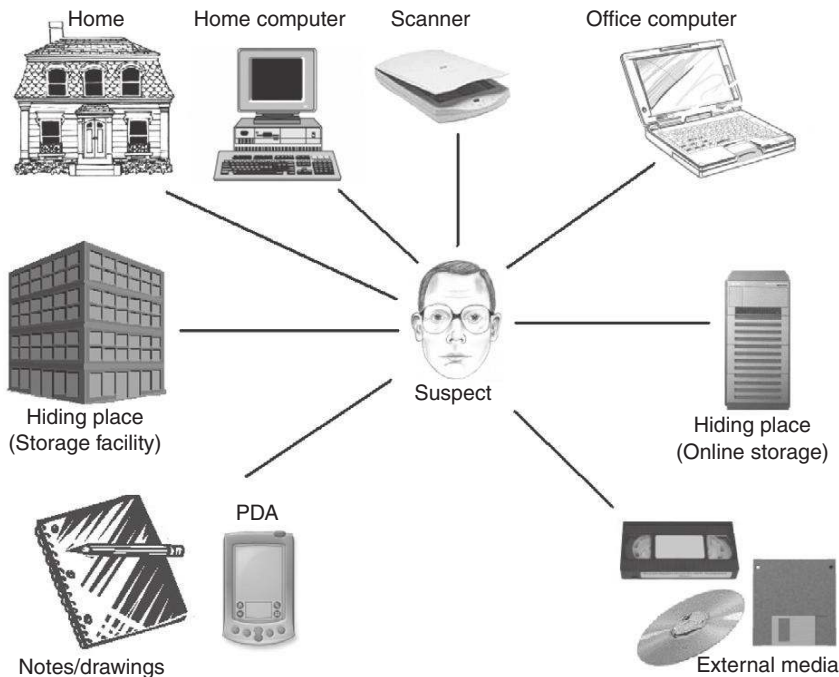 Home
Home computer
Scanner
Office computer
Suspect
Hiding place
(Storage facility)
Hiding place
(Online storage)
PDA
Notes/drawings
External media